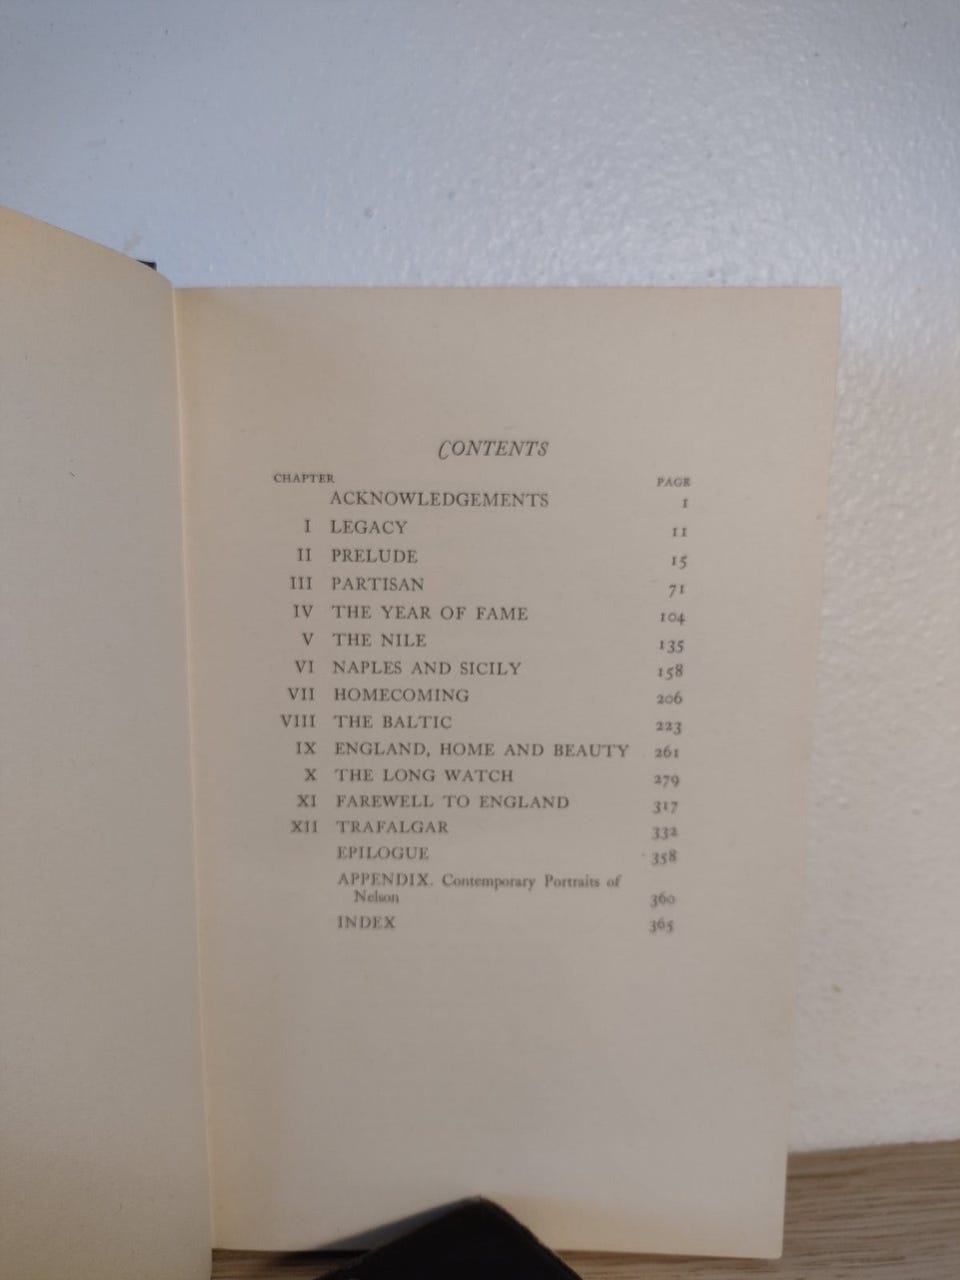 CONTENTS
CHAPTER PAGE
ACKNOWLEDGEMENTS 1
I LEGACY 11
II PRELUDE 15
III PARTISAN 71
IV THE YEAR OF FAME 104
V THE NILE 135
VI NAPLES AND SICILY 158
VII HOMECOMING 206
VIII THE BALTIC 223
IX ENGLAND, HOME AND BEAUTY 261
X THE LONG WATCH 279
XI FAREWELL TO ENGLAND 317
XII TRAFALGAR 332
EPILOGUE 358
APPENDIX. Contemporary Portraits of
Nelson 360
INDEX 365